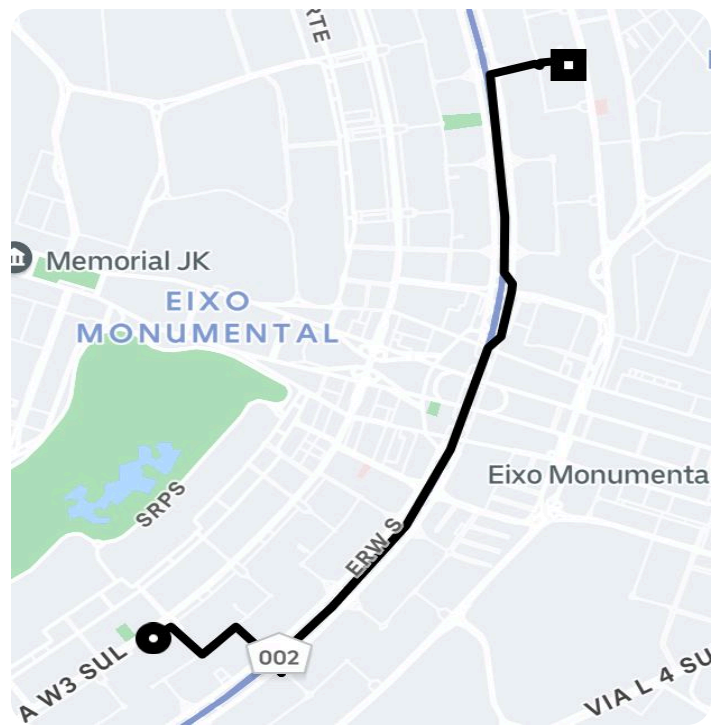 RTE
Memorial JK
EIXO
MONUMENTAL
Eixo Monumenta
SRPS
ERW S
002
A W3 SUL
VIA L 4 SU